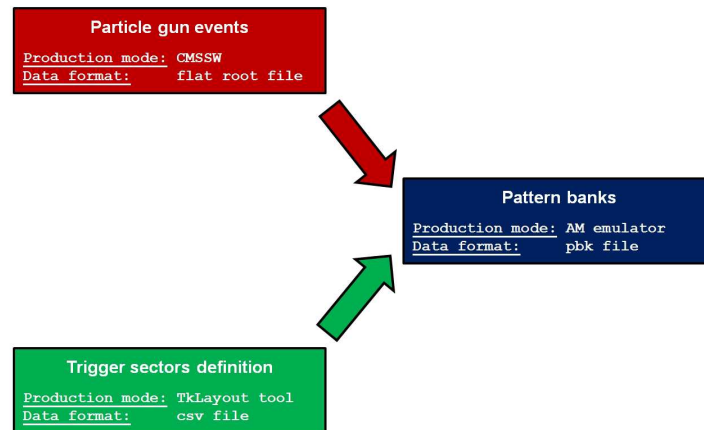 Particle gun events
Production mode: CMSSW
Data format: flat root file
Pattern banks
Production mode: AM emulator
Data format: pbk file
Trigger sectors definition
Production mode: TkLayout tool
Data format: csv file